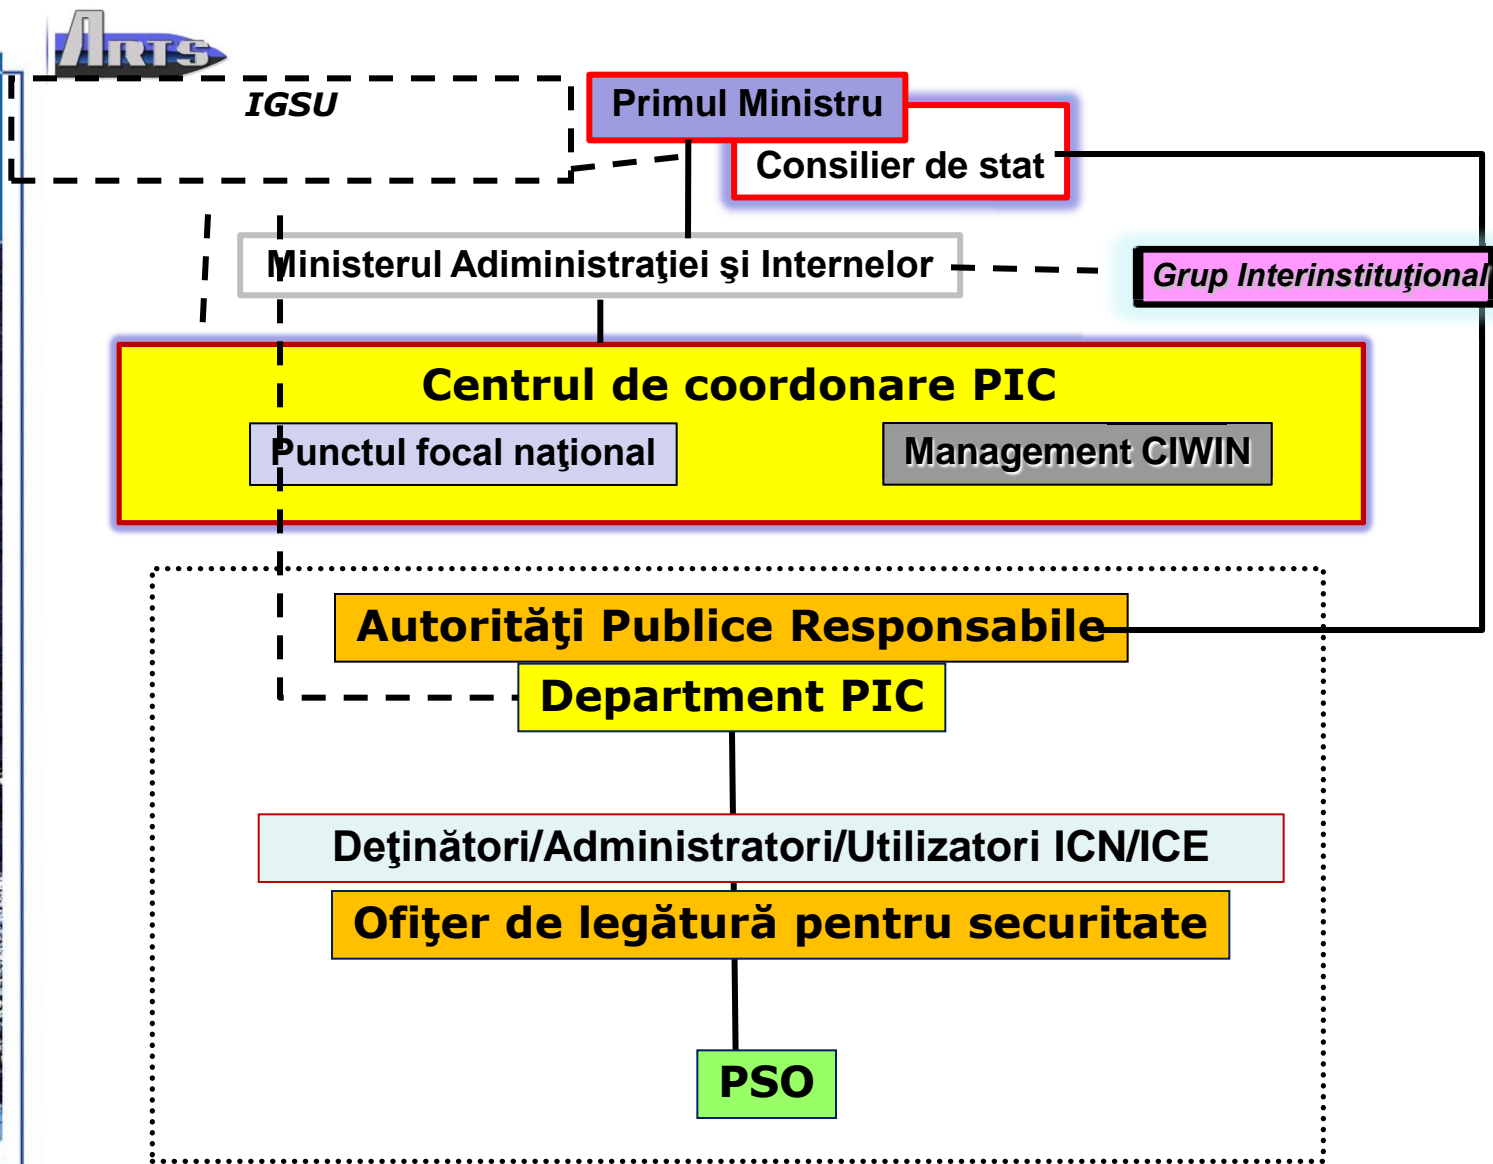 ARTS
IGSU
Primul Ministru
Consilier de stat
Ministerul Adiministraţiei şi Internelor
Grup Interinstituţional
Centrul de coordonare PIC
Punctul focal naţional
Management CIWIN
Autorităţi Publice Responsabile
Department PIC
Deţinători/Administratori/Utilizatori ICN/ICE
Ofiţer de legătură pentru securitate
PSO